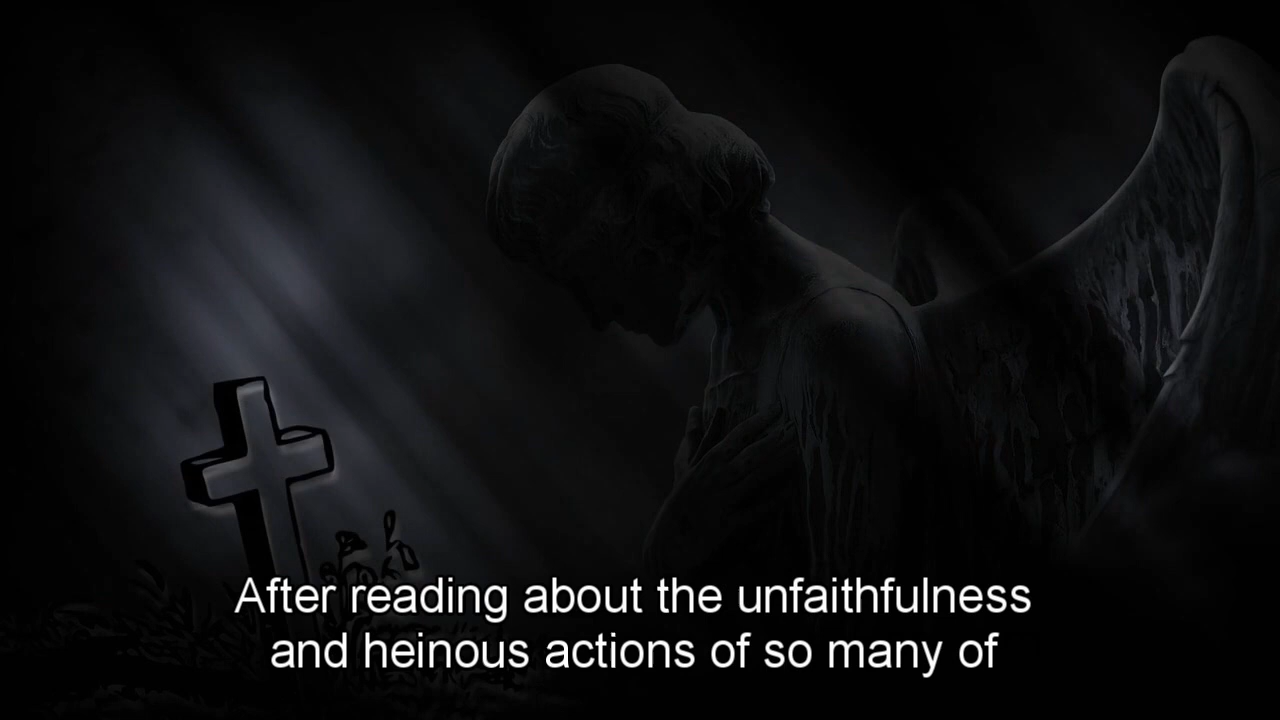 After reading about the unfaithfulness
and heinous actions of so many of